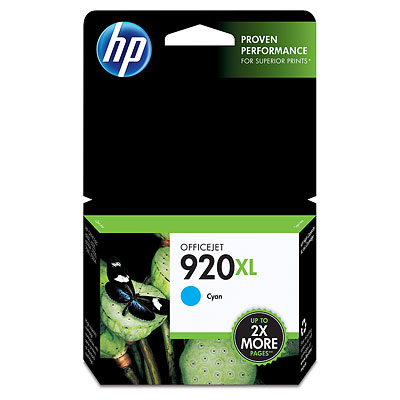 hp
PROVEN
PERFORMANCE
FOR SUPERIOR PRINTS*
OFFICEJET
920XL
Cyan
UP TO
2X
MORE
PAGES**